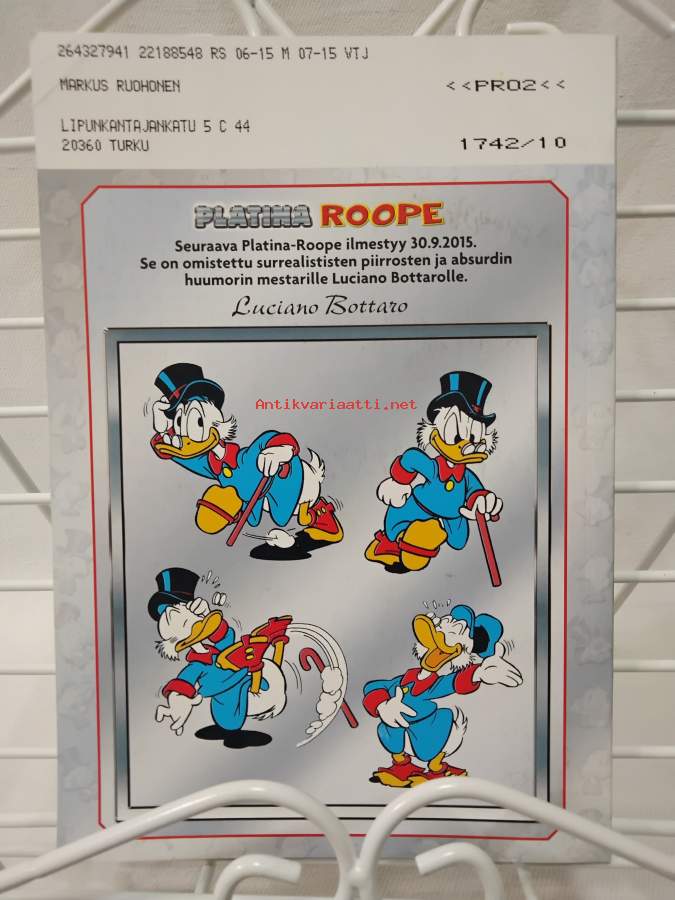 264327941 22188548 RS 06-15 M 07-15 VTJ
MARKUS RUOHONEN <<PRO2<<
LIPUNKANTAJANKATU 5 C 44
20360 TURKU 1742/10
PLATINA ROOPE
Seuraava Platina-Roope ilmestyy 30.9.2015.
Se on omistettu surrealististen piirrosten ja absurdin
huumorin mestarille Luciano Bottarolle.
Luciano Bottaro
Antikvariaatti.net